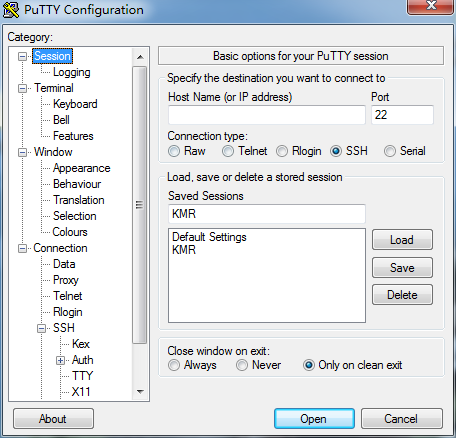 PuTTY Configuration
Category:
Session
Logging
Terminal
Keyboard
Bell
Features
Window
Appearance
Behaviour
Translation
Selection
Colours
Connection
Data
Proxy
Telnet
Rlogin
SSH
Kex
Auth
TTY
X11
Basic options for your PuTTY session
Specify the destination you want to connect to
Host Name (or IP address) Port
22
Connection type:
Raw Telnet Rlogin SSH Serial
Load, save or delete a stored session
Saved Sessions
KMR
Default Settings
KMR
Load
Save
Delete
Close window on exit:
Always Never Only on clean exit
About Open Cancel